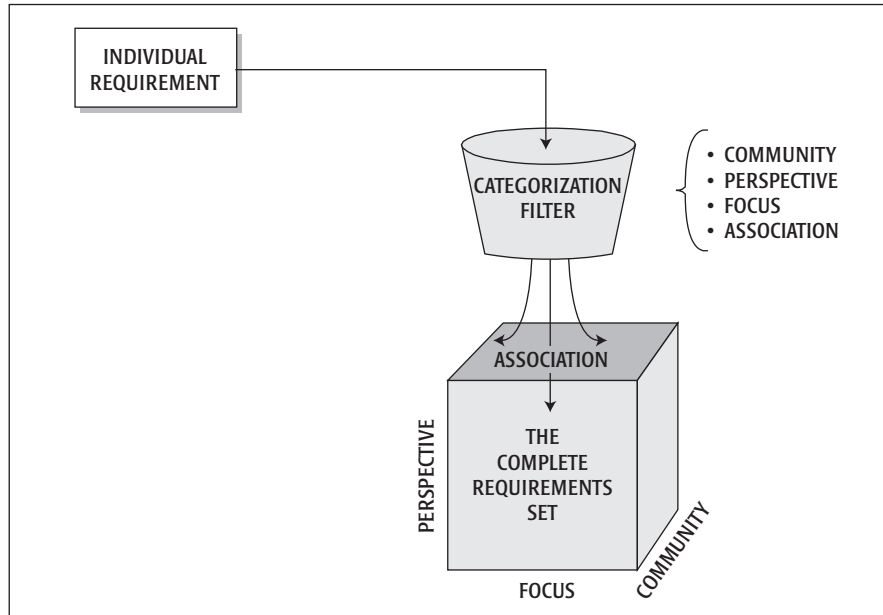 INDIVIDUAL
REQUIREMENT
CATEGORIZATION
FILTER
• COMMUNITY
• PERSPECTIVE
• FOCUS
• ASSOCIATION
ASSOCIATION
THE
COMPLETE
REQUIREMENTS
SET
PERSPECTIVE
FOCUS
COMMUNITY